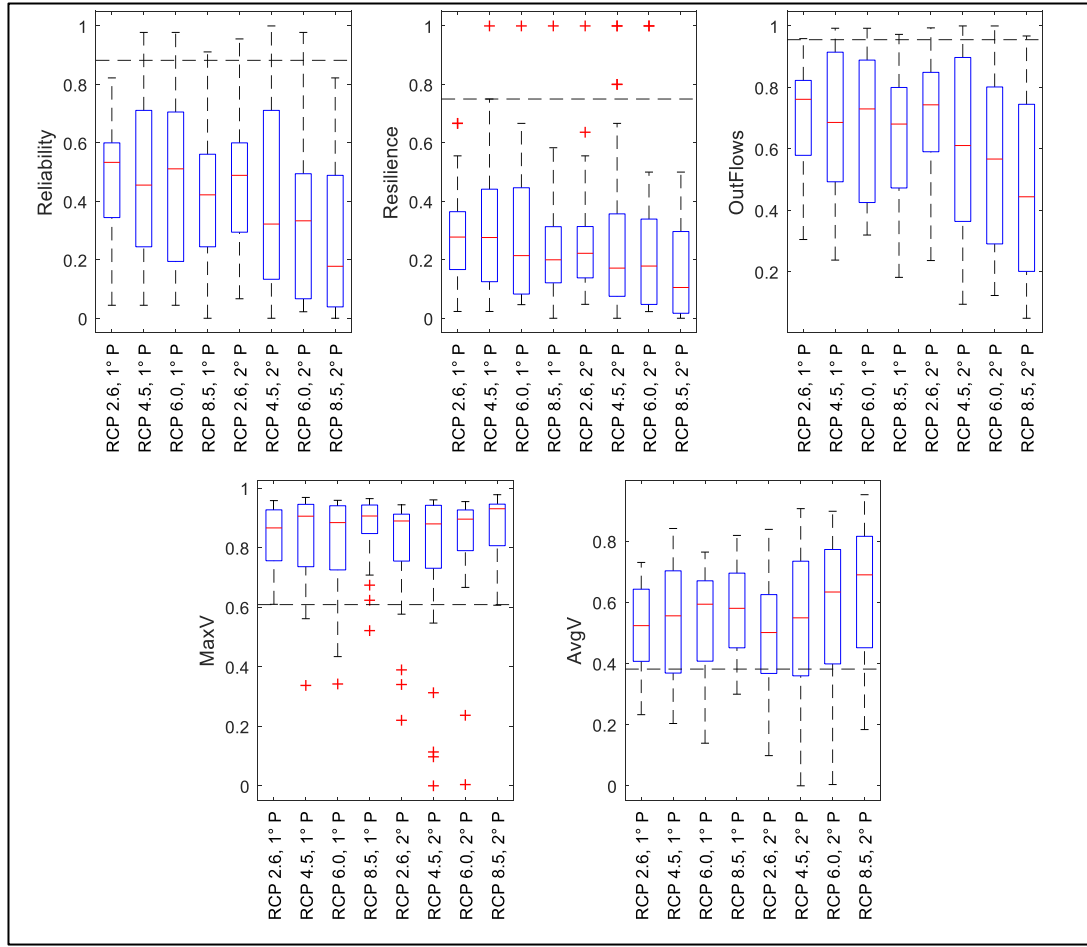 Reliability
1
0.8
0.6
0.4
0.2
0
RCP 2.6, 1° P
RCP 4.5, 1° P
RCP 6.0, 1° P
RCP 8.5, 1° P
RCP 2.6, 2° P
RCP 4.5, 2° P
RCP 6.0, 2° P
RCP 8.5, 2° P
Resilience
1
0.8
0.6
0.4
0.2
0
RCP 2.6, 1° P
RCP 4.5, 1° P
RCP 6.0, 1° P
RCP 8.5, 1° P
RCP 2.6, 2° P
RCP 4.5, 2° P
RCP 6.0, 2° P
RCP 8.5, 2° P
OutFlows
1
0.8
0.6
0.4
0.2
RCP 2.6, 1° P
RCP 4.5, 1° P
RCP 6.0, 1° P
RCP 8.5, 1° P
RCP 2.6, 2° P
RCP 4.5, 2° P
RCP 6.0, 2° P
RCP 8.5, 2° P
MaxV
1
0.8
0.6
0.4
0.2
0
RCP 2.6, 1° P
RCP 4.5, 1° P
RCP 6.0, 1° P
RCP 8.5, 1° P
RCP 2.6, 2° P
RCP 4.5, 2° P
RCP 6.0, 2° P
RCP 8.5, 2° P
AvgV
0.8
0.6
0.4
0.2
0
RCP 2.6, 1° P
RCP 4.5, 1° P
RCP 6.0, 1° P
RCP 8.5, 1° P
RCP 2.6, 2° P
RCP 4.5, 2° P
RCP 6.0, 2° P
RCP 8.5, 2° P